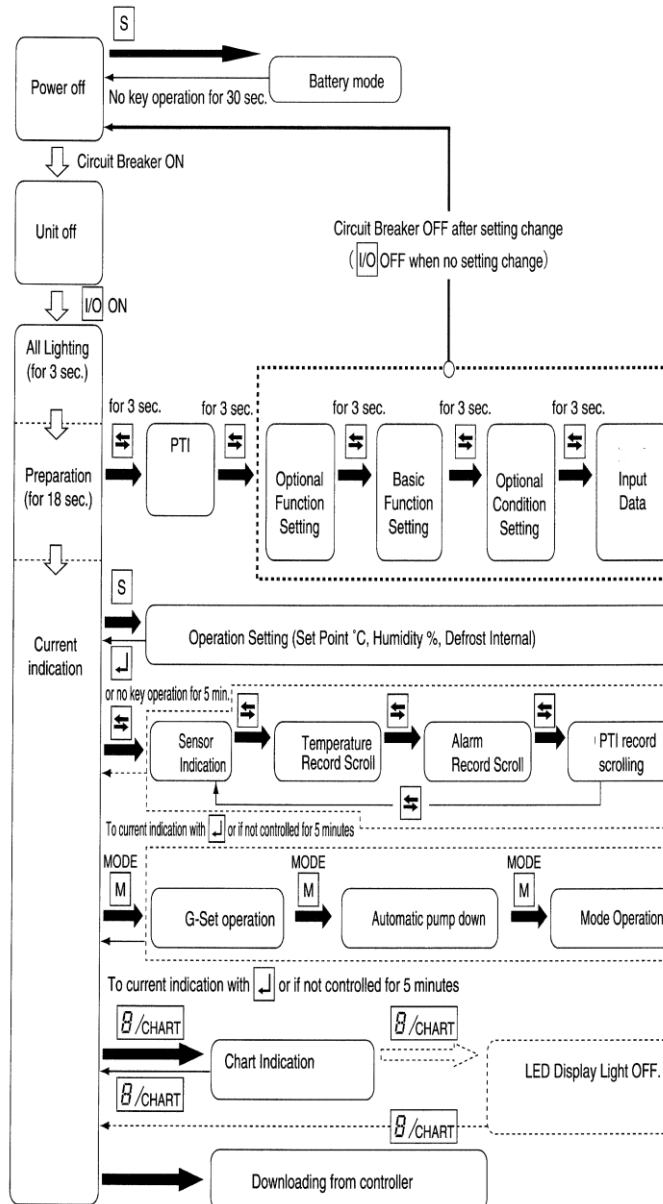 S
Power off
Battery mode
No key operation for 30 sec.
Circuit Breaker ON
Unit off
Circuit Breaker OFF after setting change
( I/O OFF when no setting change)
I/O ON
All Lighting
(for 3 sec.)
for 3 sec.
for 3 sec.
for 3 sec.
for 3 sec.
for 3 sec.
PTI
Preparation
(for 18 sec.)
Optional
Function
Setting
Basic
Function
Setting
Optional
Condition
Setting
Input
Data
S
Operation Setting (Set Point °C, Humidity %, Defrost Internal)
Current
indication
or no key operation for 5 min.
Sensor
Indication
Temperature
Record Scroll
Alarm
Record Scroll
PTI record
scrolling
To current indication with ↵ or if not controlled for 5 minutes
MODE
M
MODE
M
MODE
M
G-Set operation
Automatic pump down
Mode Operation
To current indication with ↵ or if not controlled for 5 minutes
8/CHART
8/CHART
Chart Indication
LED Display Light OFF.
8/CHART
8/CHART
Downloading from controller